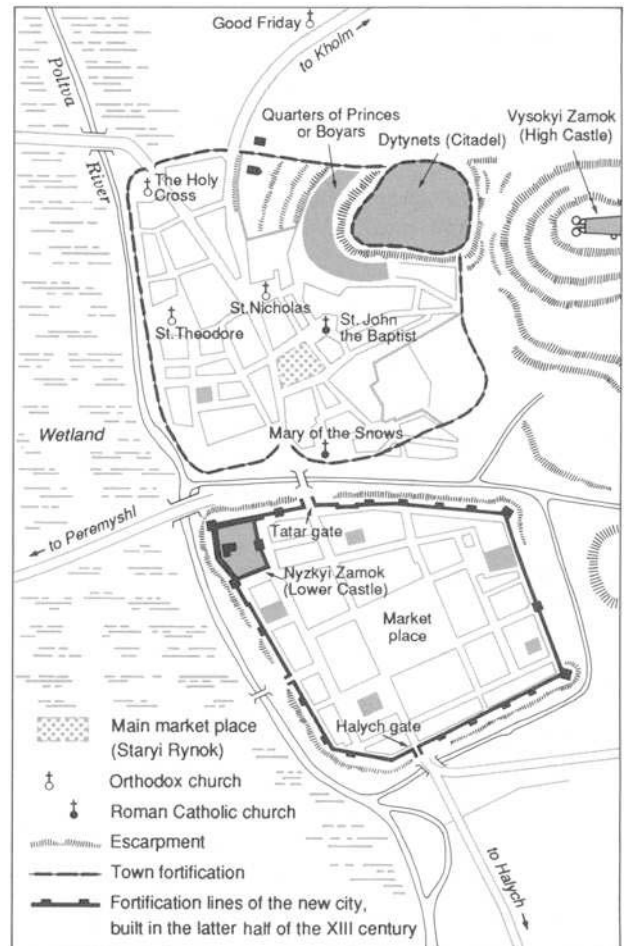 Good Friday
to Kholm
Poltva
River
Quarters of Princes
or Boyars
Dytynets (Citadel)
Vysokyi Zamok
(High Castle)
The Holy
Cross
St. Nicholas
St. Theodore
St. John
the Baptist
Mary of the Snows
Wetland
to Peremyshl
Tatar gate
Nyzkyi Zamok
(Lower Castle)
Market
place
Halych gate
to Halych
Main market place
(Staryi Rynok)
Orthodox church
Roman Catholic church
Escarpment
Town fortification
Fortification lines of the new city,
built in the latter half of the XIII century